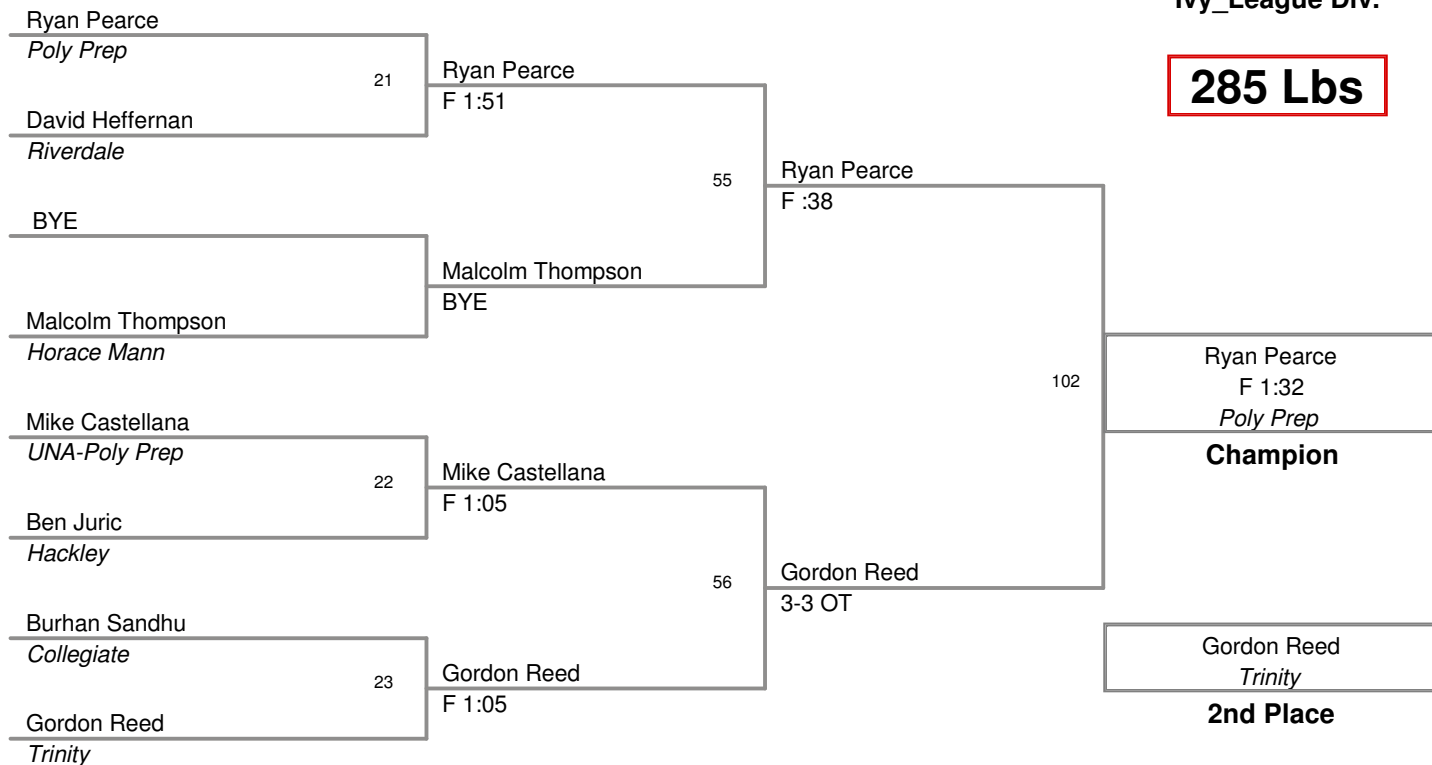 Ivy_League Div.
285 Lbs
Ryan Pearce
Poly Prep
21
David Heffernan
Riverdale
BYE
Malcolm Thompson
Horace Mann
Mike Castellana
UNA-Poly Prep
22
Ben Juric
Hackley
Burhan Sandhu
Collegiate
23
Gordon Reed
Trinity
Ryan Pearce
F 1:51
55
Malcolm Thompson
BYE
Mike Castellana
F 1:05
56
Gordon Reed
F 1:05
Ryan Pearce
F :38
102
Gordon Reed
3-3 OT
Ryan Pearce
F 1:32
Poly Prep
Champion
Gordon Reed
Trinity
2nd Place